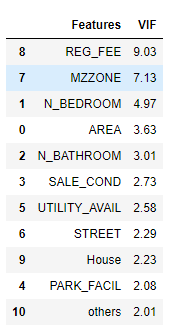 Features VIF
8 REG_FEE 9.03
7 MZZONE 7.13
1 N_BEDROOM 4.97
0 AREA 3.63
2 N_BATHROOM 3.01
3 SALE_COND 2.73
5 UTILITY_AVAIL 2.58
6 STREET 2.29
9 House 2.23
4 PARK_FACIL 2.08
10 others 2.01